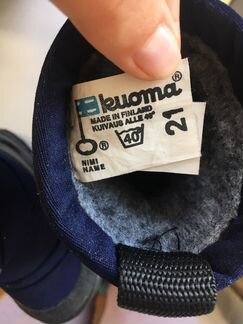 kuoma®
MADE IN FINLAND
KUIVAUS ALLE 40°
® 40
NIMI
NAME
21